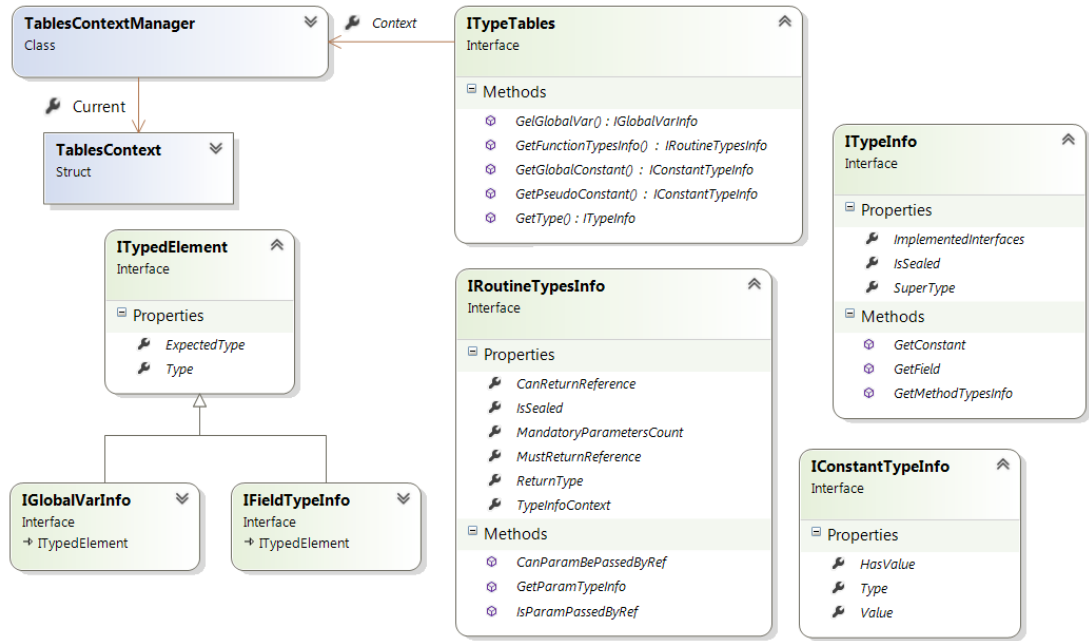 TablesContextManager
Class
Context
Current
TablesContext
Struct
ITypeTables
Interface
Methods
GelGlobalVar() : IGlobalVarInfo
GetFunctionTypesInfo() : IRoutineTypesInfo
GetGlobalConstant() : IConstantTypeInfo
GetPseudoConstant() : IConstantTypeInfo
GetType() : ITypeInfo
ITypeInfo
Interface
Properties
ImplementedInterfaces
IsSealed
SuperType
Methods
GetConstant
GetField
GetMethodTypesInfo
ITypedElement
Interface
Properties
ExpectedType
Type
IGlobalVarInfo
Interface
ITypedElement
IFieldTypeInfo
Interface
ITypedElement
IRoutineTypesInfo
Interface
Properties
CanReturnReference
IsSealed
MandatoryParametersCount
MustReturnReference
ReturnType
TypeInfoContext
Methods
CanParamBePassedByRef
GetParamTypeInfo
IsParamPassedByRef
IConstantTypeInfo
Interface
Properties
HasValue
Type
Value